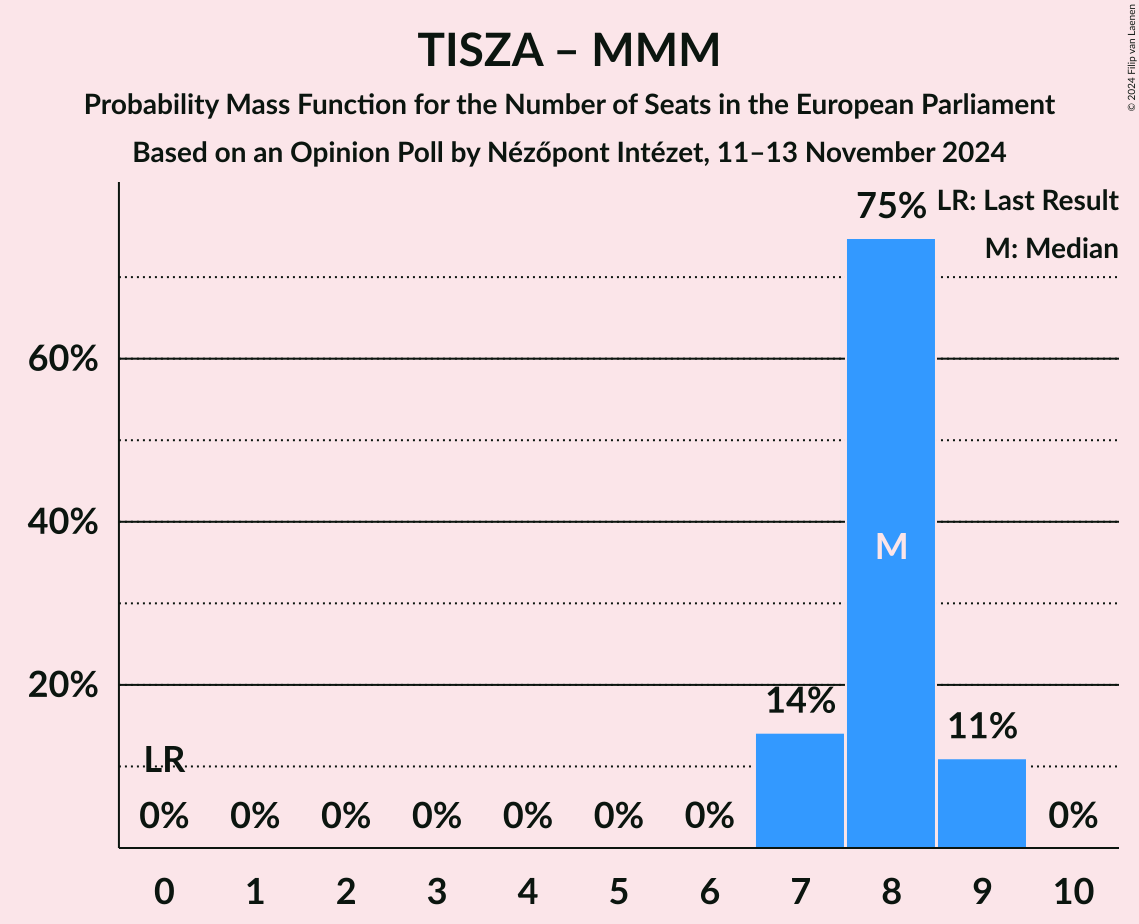 TISZA – MMM
Probability Mass Function for the Number of Seats in the European Parliament
Based on an Opinion Poll by Nézőpont Intézet, 11–13 November 2024
© 2024 Filip van Laenen
LR: Last Result
M: Median
75%
60%
40%
M
20%
14%
11%
LR
0% 0% 0% 0% 0% 0% 0% 0%
0 1 2 3 4 5 6 7 8 9 10